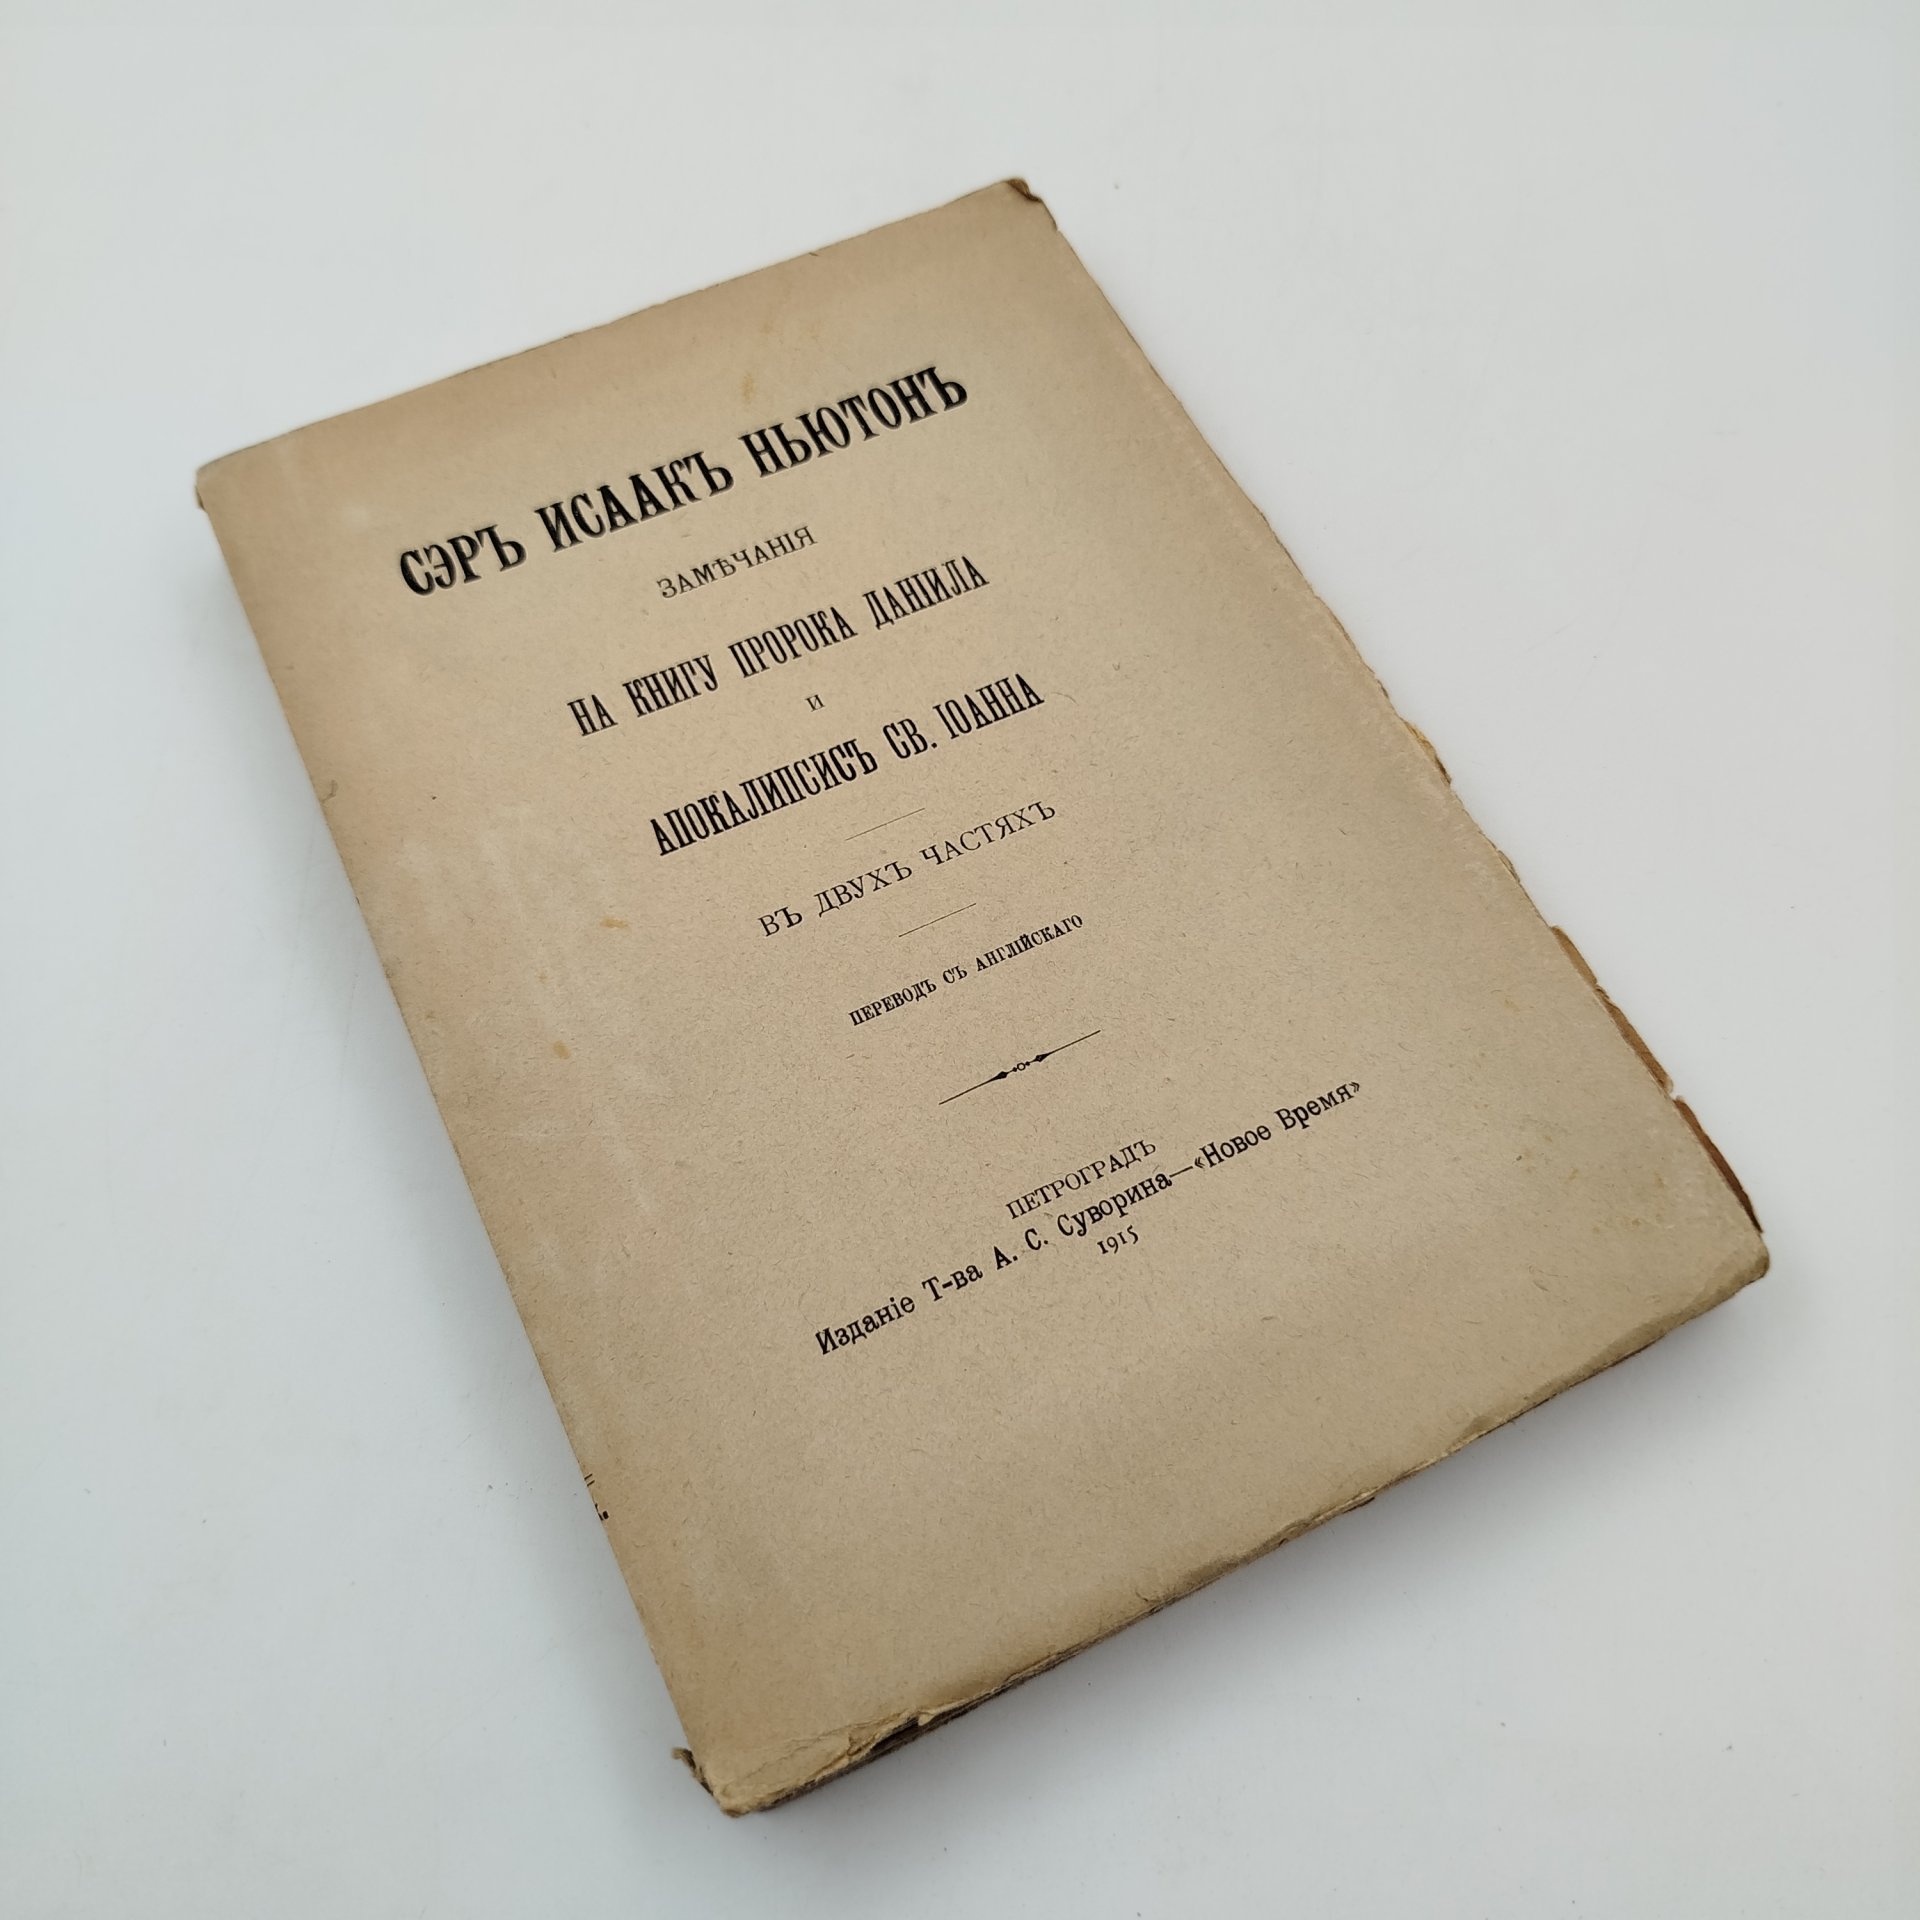 СЭРЪ ИСААКЪ НЬЮТОНЪ
ЗАМѢЧАНІЯ
НА КНИГУ ПРОРОКА ДАНІИЛА
И
АПОКАЛИПСИСЪ СВ. ІОАННА
ВЪ ДВУХЪ ЧАСТЯХЪ
ПЕРЕВОДЪ СЪ АНГЛІЙСКАГО
ПЕТРОГРАДЪ
Изданіе Т-ва А. С. Суворина—«Новое Время»
1915